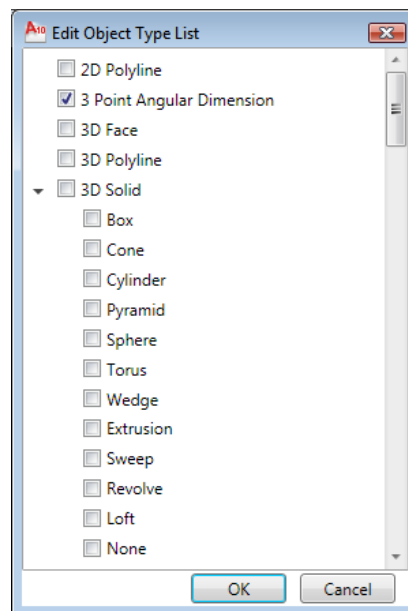 A10 Edit Object Type List
2D Polyline
3 Point Angular Dimension
3D Face
3D Polyline
3D Solid
Box
Cone
Cylinder
Pyramid
Sphere
Torus
Wedge
Extrusion
Sweep
Revolve
Loft
None
OK Cancel